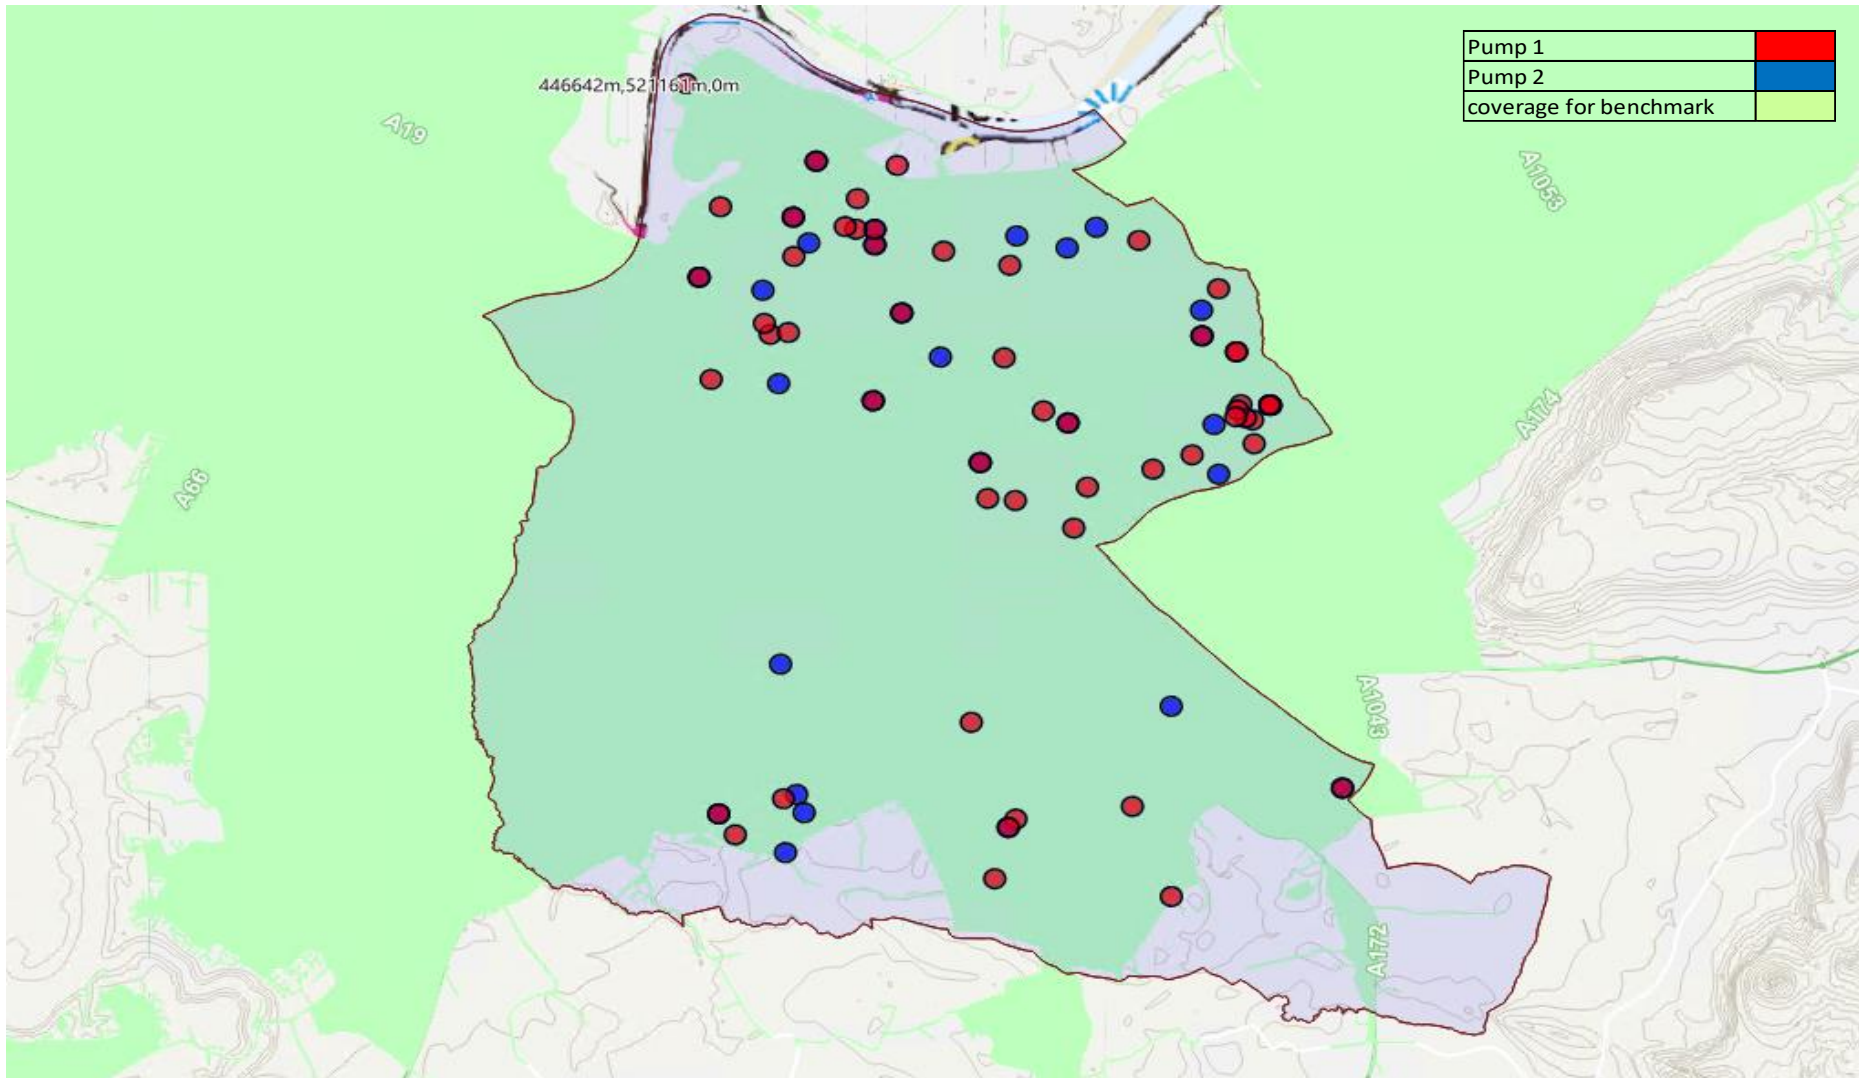 Pump 1
Pump 2
coverage for benchmark
446642m,521161m,0m
A19
A1053
A174
A66
A1043
A172